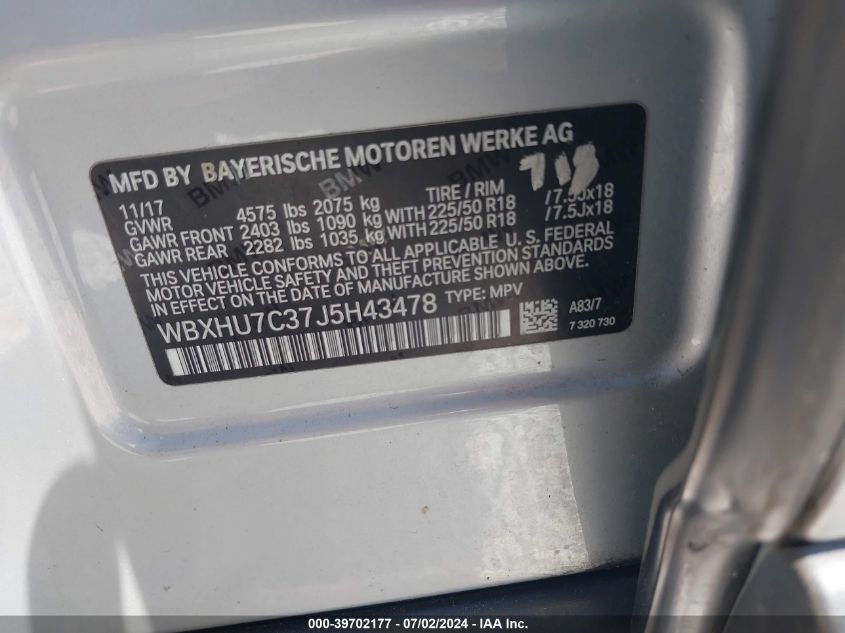 MFD BY BAYERISCHE MOTOREN WERKE AG
11/17
GVWR 4575 lbs 2075 kg TIRE / RIM
GAWR FRONT 2403 lbs 1090 kg WITH 225/50 R18 /7.5Jx18
GAWR REAR 2282 lbs 1035 kg WITH 225/50 R18 /7.5Jx18
THIS VEHICLE CONFORMS TO ALL APPLICABLE U. S. FEDERAL
MOTOR VEHICLE SAFETY AND THEFT PREVENTION STANDARDS
IN EFFECT ON THE DATE OF MANUFACTURE SHOWN ABOVE.
WBXHU7C37J5H43478 TYPE: MPV
A83/7
7 320 730
000-39702177 - 07/02/2024 - IAAI.com